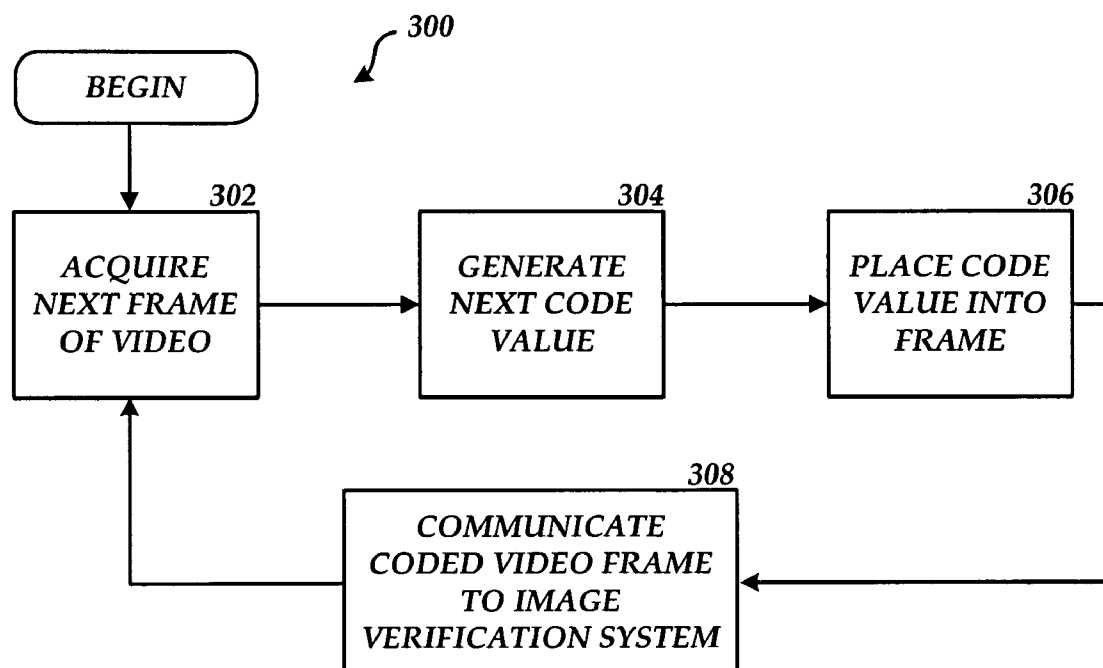 300
BEGIN
302
ACQUIRE
NEXT FRAME
OF VIDEO
304
GENERATE
NEXT CODE
VALUE
306
PLACE CODE
VALUE INTO
FRAME
308
COMMUNICATE
CODED VIDEO FRAME
TO IMAGE
VERIFICATION SYSTEM